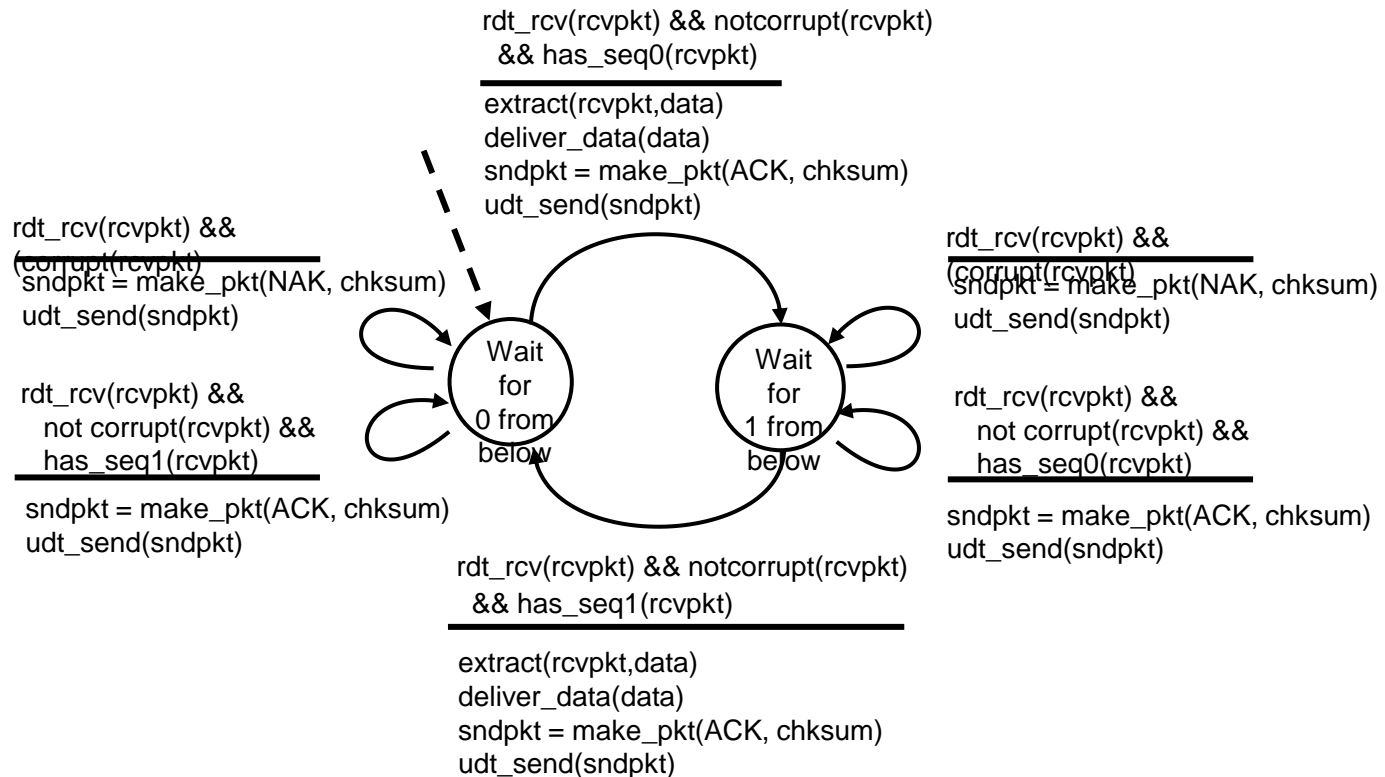 rdt_rcv(rcvpkt) && notcorrupt(rcvpkt)
&& has_seq0(rcvpkt)
extract(rcvpkt,data)
deliver_data(data)
sndpkt = make_pkt(ACK, chksum)
udt_send(sndpkt)
rdt_rcv(rcvpkt) &&
(corrupt(rcvpkt)
sndpkt = make_pkt(NAK, chksum)
udt_send(sndpkt)
rdt_rcv(rcvpkt) &&
not corrupt(rcvpkt) &&
has_seq1(rcvpkt)
sndpkt = make_pkt(ACK, chksum)
udt_send(sndpkt)
Wait
for
0 from
below
Wait
for
1 from
below
rdt_rcv(rcvpkt) &&
(corrupt(rcvpkt)
sndpkt = make_pkt(NAK, chksum)
udt_send(sndpkt)
rdt_rcv(rcvpkt) &&
not corrupt(rcvpkt) &&
has_seq0(rcvpkt)
sndpkt = make_pkt(ACK, chksum)
udt_send(sndpkt)
rdt_rcv(rcvpkt) && notcorrupt(rcvpkt)
&& has_seq1(rcvpkt)
extract(rcvpkt,data)
deliver_data(data)
sndpkt = make_pkt(ACK, chksum)
udt_send(sndpkt)